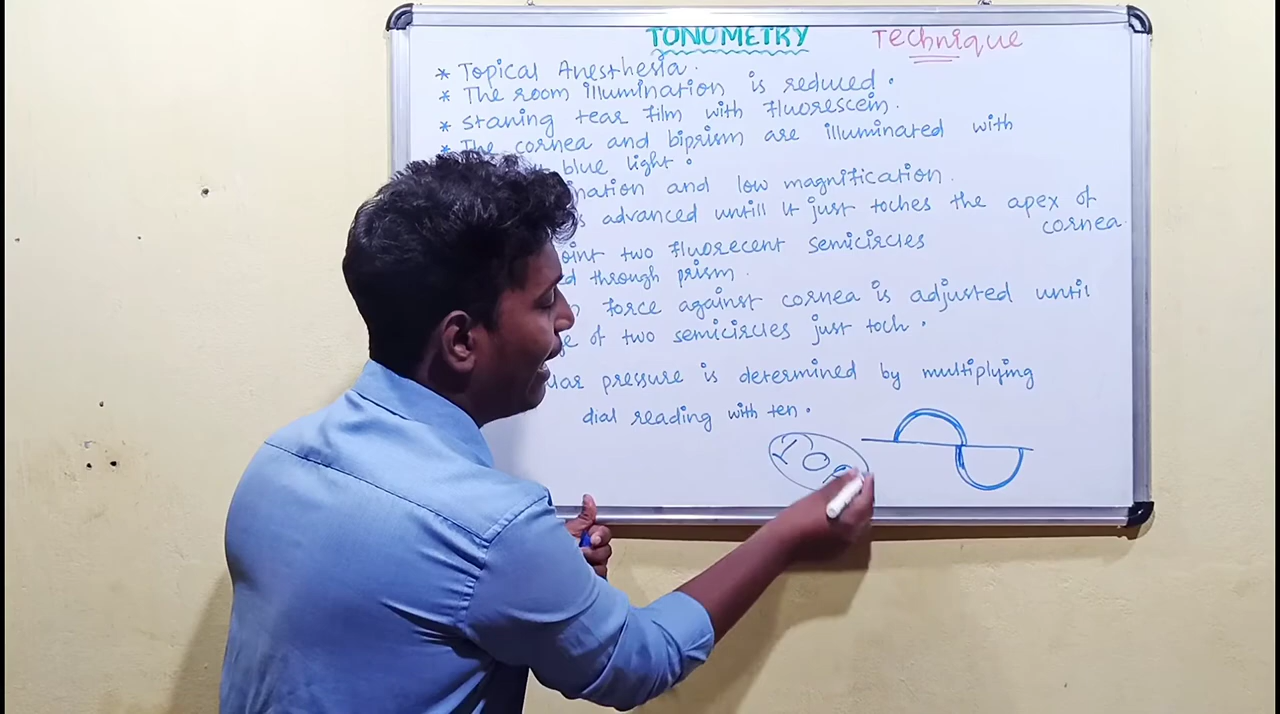 TONOMETRY Technique
* Topical Anesthesia.
* The room illumination is reduced.
* Staning tear film with fluorescein.
* The cornea and biprism are illuminated with
blue light.
and low magnification.
advanced untill it just toches the apex of
cornea.
two fluorecent semicircles
through prism.
force against cornea is adjusted until
of two semicircles just toch.
pressure is determined by multiplying
dial reading with ten.